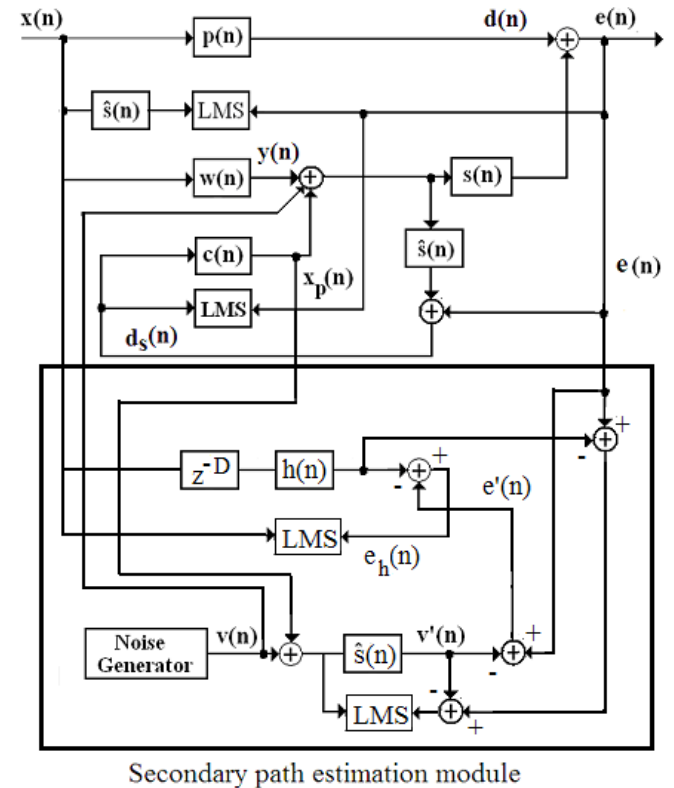 x(n)
p(n)
d(n)
e(n)
+
ŝ(n)
LMS
w(n)
y(n)
+
s(n)
c(n)
x_p(n)
ŝ(n)
e(n)
LMS
+
d_s(n)
+
+
-
z^-D
h(n)
+
+
-
e'(n)
LMS
e_h(n)
Noise
Generator
v(n)
+
ŝ(n)
v'(n)
+
+
-
-
LMS
+
+
Secondary path estimation module